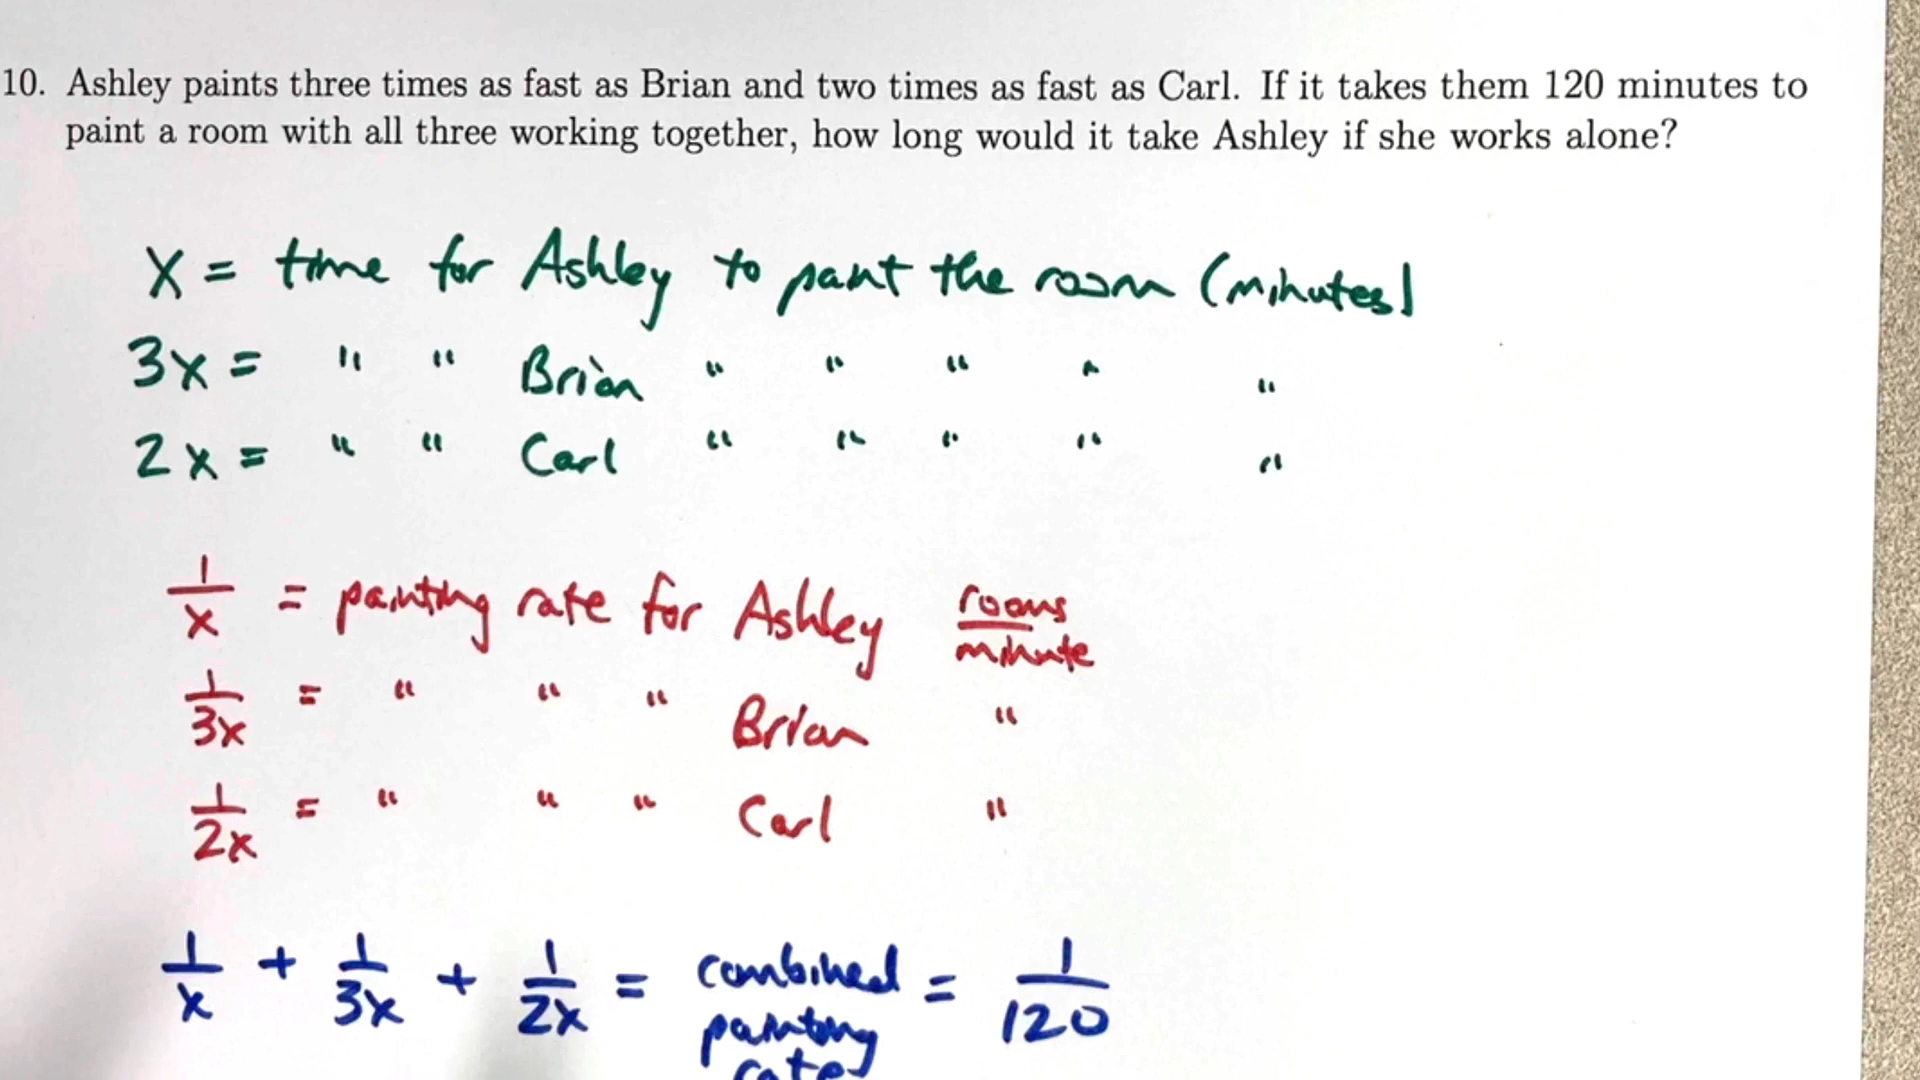 10. Ashley paints three times as fast as Brian and two times as fast as Carl. If it takes them 120 minutes to
paint a room with all three working together, how long would it take Ashley if she works alone?
x = time for Ashley to paint the room (minutes)
3x = " " Brian " " " " "
2x = " " Carl " " " " "
1/x = painting rate for Ashley rooms/minute
1/3x = " " " Brian "
1/2x = " " " Carl "
1/x + 1/3x + 1/2x = combined = 1/120
painting
rate